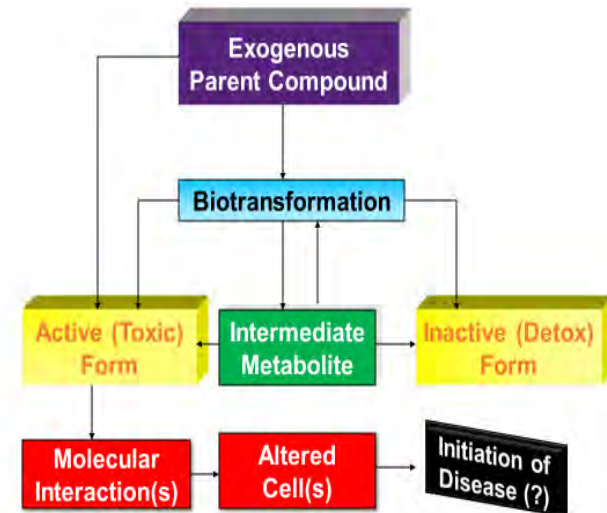 Exogenous
Parent Compound
Biotransformation
Active (Toxic)
Form
Intermediate
Metabolite
Inactive (Detox)
Form
Molecular
Interaction(s)
Altered
Cell(s)
Initiation of
Disease (?)